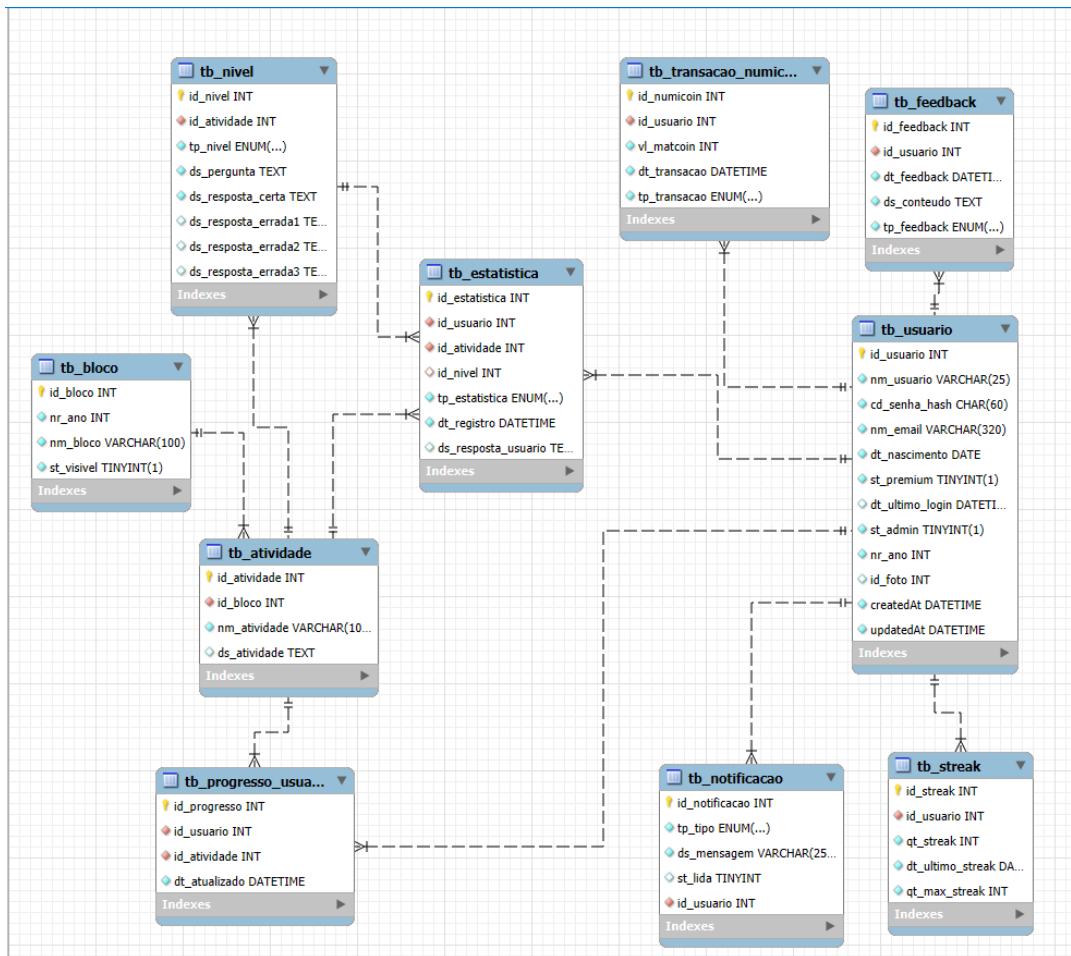 tb_nivel
id_nivel INT
id_atividade INT
tp_nivel ENUM(...)
ds_pergunta TEXT
ds_resposta_certa TEXT
ds_resposta_errada1 TE...
ds_resposta_errada2 TE...
ds_resposta_errada3 TE...
Indexes
tb_transacao_numic...
id_numicoin INT
id_usuario INT
vl_matcoin INT
dt_transacao DATETIME
tp_transacao ENUM(...)
Indexes
tb_feedback
id_feedback INT
id_usuario INT
dt_feedback DATETI...
ds_conteudo TEXT
tp_feedback ENUM(...)
Indexes
tb_estatistica
id_estatistica INT
id_usuario INT
id_atividade INT
id_nivel INT
tp_estatistica ENUM(...)
dt_registro DATETIME
ds_resposta_usuario TE...
Indexes
tb_usuario
id_usuario INT
nm_usuario VARCHAR(25)
cd_senha_hash CHAR(60)
nm_email VARCHAR(320)
dt_nascimento DATE
st_premium TINYINT(1)
dt_ultimo_login DATETI...
st_admin TINYINT(1)
nr_ano INT
id_foto INT
createdAt DATETIME
updatedAt DATETIME
Indexes
tb_bloco
id_bloco INT
nr_ano INT
nm_bloco VARCHAR(100)
st_visivel TINYINT(1)
Indexes
tb_atividade
id_atividade INT
id_bloco INT
nm_atividade VARCHAR(10...
ds_atividade TEXT
Indexes
tb_progresso_usua...
id_progresso INT
id_usuario INT
id_atividade INT
dt_atualizado DATETIME
Indexes
tb_notificacao
id_notificacao INT
tp_tipo ENUM(...)
ds_mensagem VARCHAR(25...
st_lida TINYINT
id_usuario INT
Indexes
tb_streak
id_streak INT
id_usuario INT
qt_streak INT
dt_ultimo_streak DA...
qt_max_streak INT
Indexes